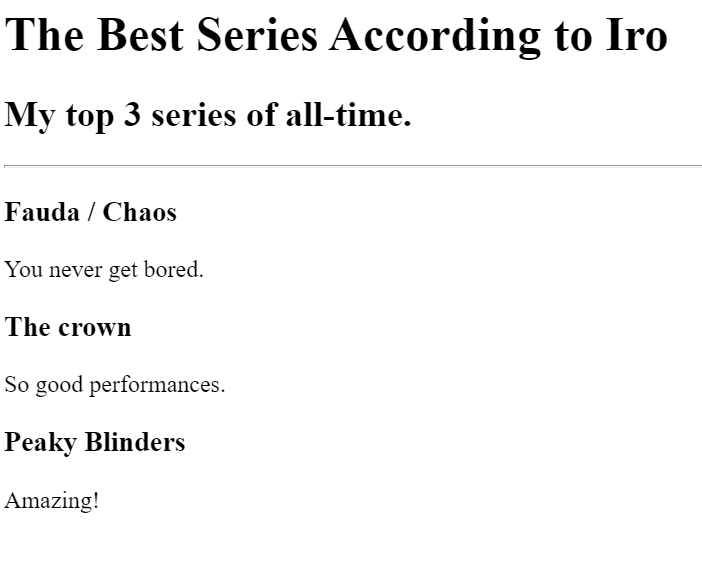 The Best Series According to Iro
My top 3 series of all-time.
Fauda / Chaos
You never get bored.
The crown
So good performances.
Peaky Blinders
Amazing!